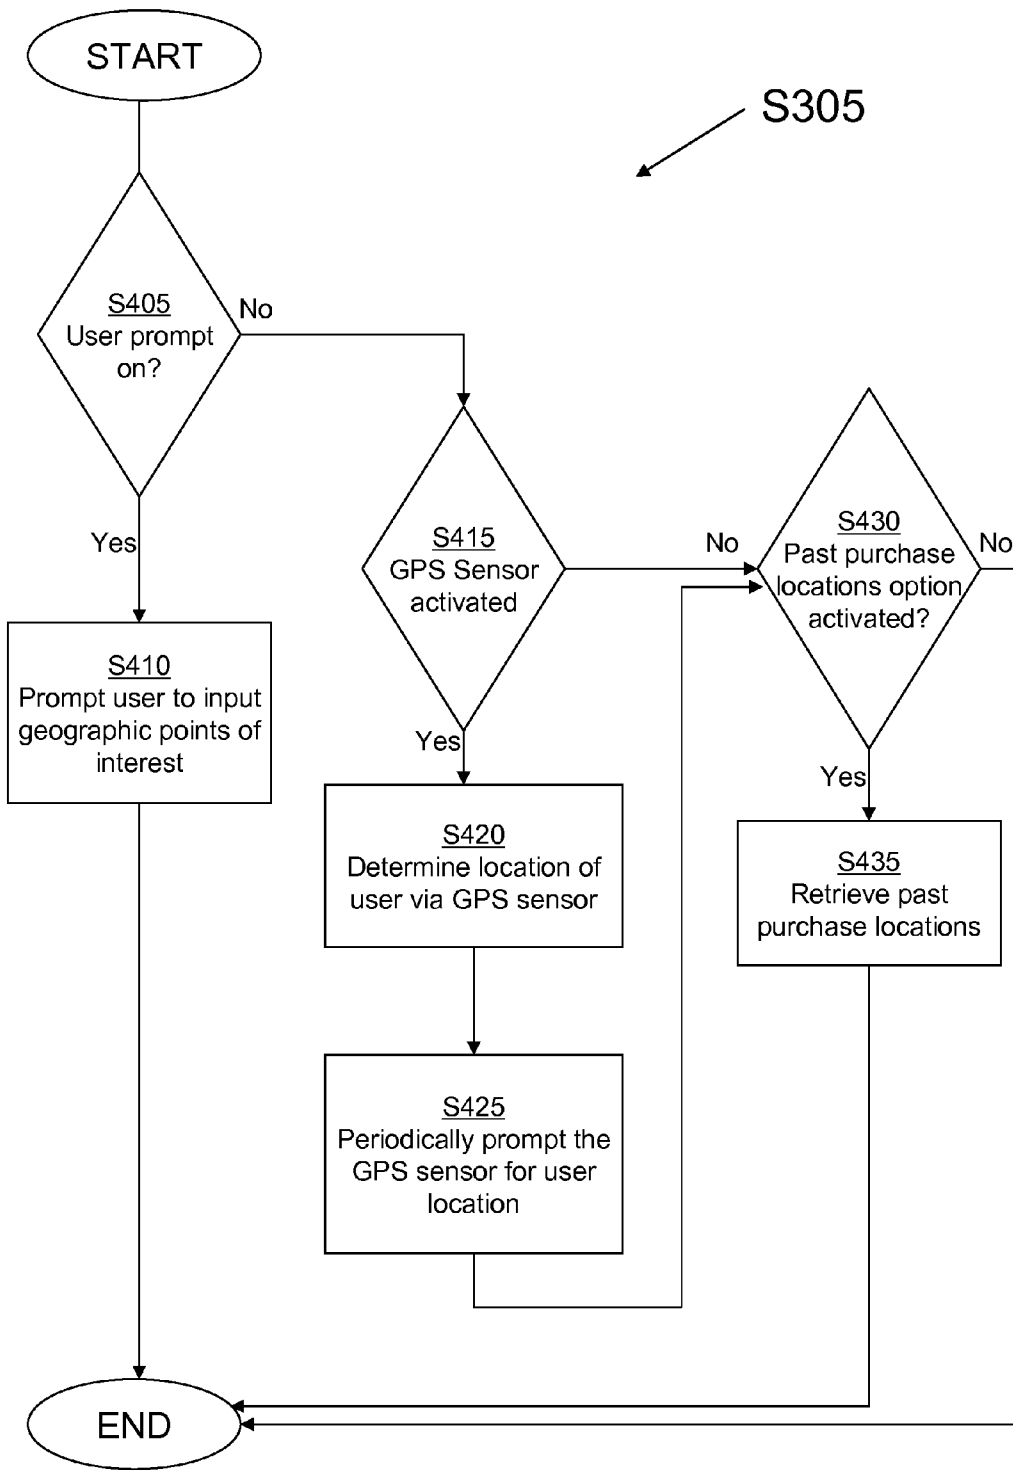 START
S305
S405
User prompt
on?
No
Yes
S410
Prompt user to input
geographic points of
interest
S415
GPS Sensor
activated
No
Yes
S420
Determine location of
user via GPS sensor
S425
Periodically prompt the
GPS sensor for user
location
S430
Past purchase
locations option
activated?
No
Yes
S435
Retrieve past
purchase locations
END